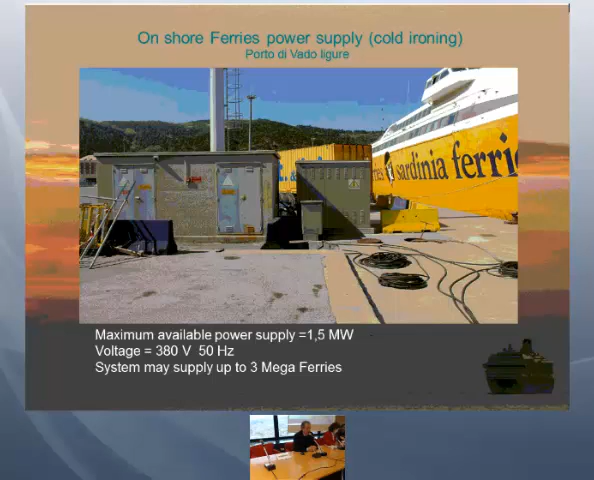 On shore Ferries power supply (cold ironing)
Porto di Vado ligure
sardinia ferri
Maximum available power supply =1,5 MW
Voltage = 380 V 50 Hz
System may supply up to 3 Mega Ferries